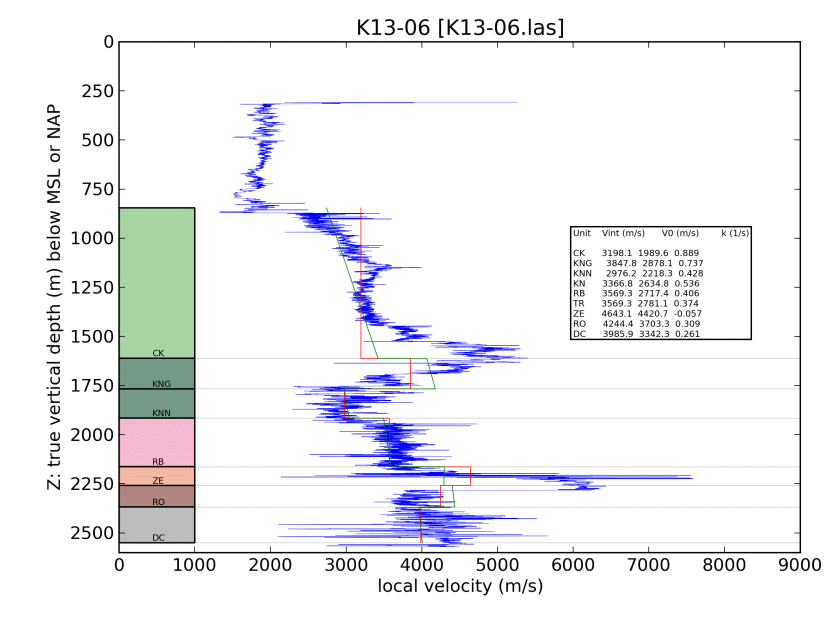 K13-06 [K13-06.las]
Z: true vertical depth (m) below MSL or NAP
0
250
500
750
1000
1250
1500
1750
2000
2250
2500
CK
KNG
KNN
RB
ZE
RO
DC
Unit Vint (m/s) V0 (m/s) k (1/s)
CK 3198.1 1989.6 0.889
KNG 3847.8 2878.1 0.737
KNN 2976.2 2218.3 0.428
KN 3366.8 2634.8 0.536
RB 3569.3 2717.4 0.406
TR 3569.3 2781.1 0.374
ZE 4643.1 4420.7 -0.057
RO 4244.4 3703.3 0.309
DC 3985.9 3342.3 0.261
0 1000 2000 3000 4000 5000 6000 7000 8000 9000
local velocity (m/s)